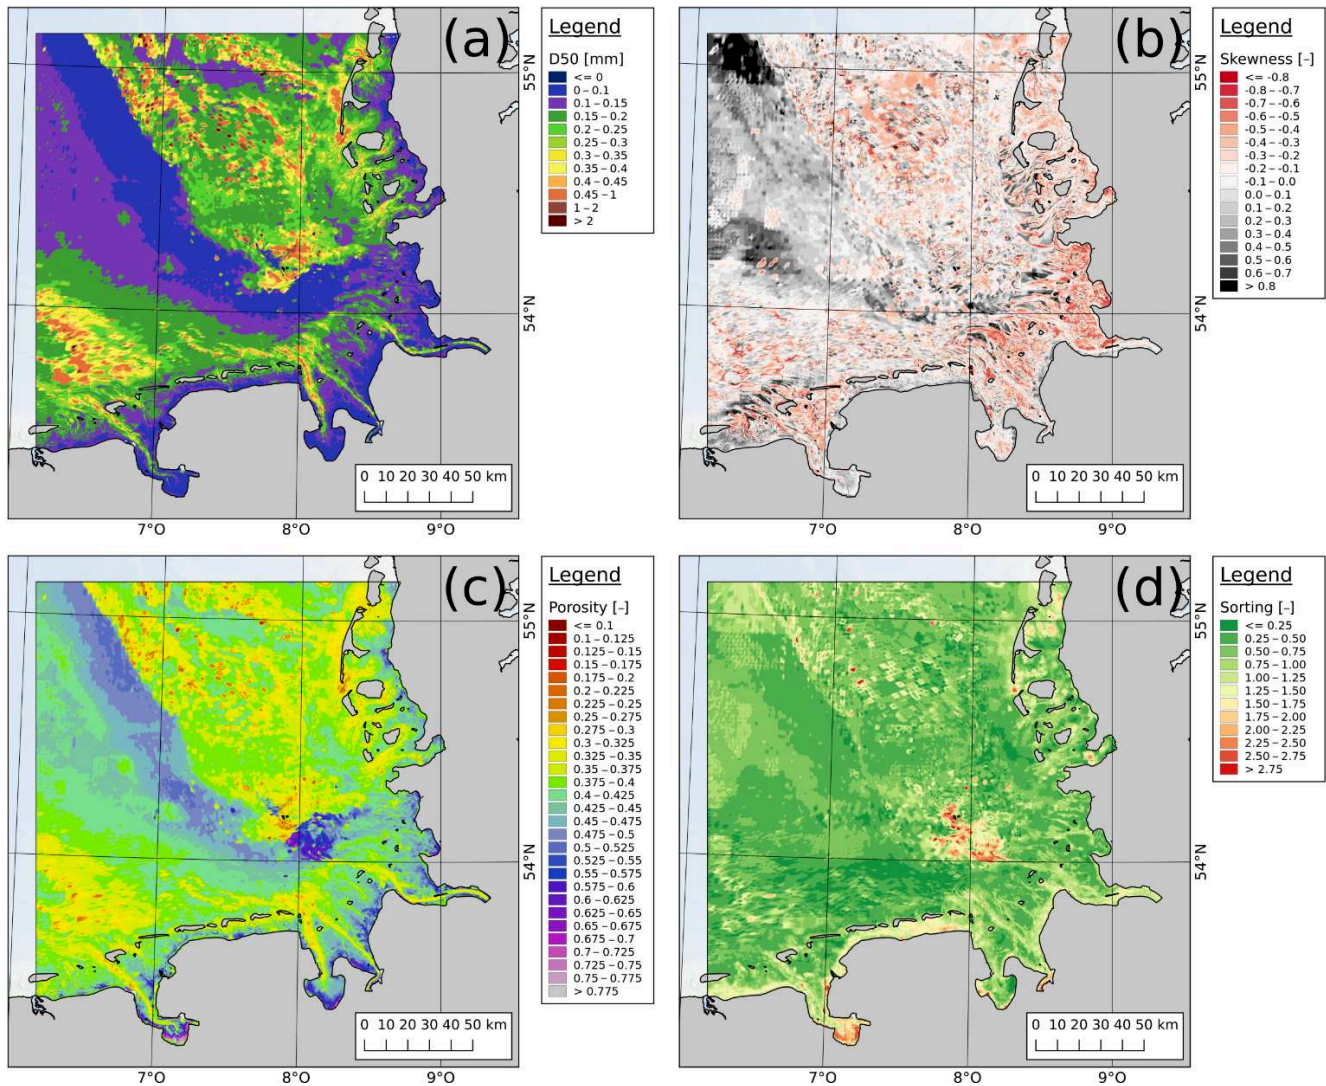 (a)
Legend
D50 [mm]
<= 0
0 – 0.1
0.1 – 0.15
0.15 – 0.2
0.2 – 0.25
0.25 – 0.3
0.3 – 0.35
0.35 – 0.4
0.4 – 0.45
0.45 – 1
1 – 2
> 2
55°N
54°N
0 10 20 30 40 50 km
7°O
8°O
9°O
(b)
Legend
Skewness [–]
<= -0.8
-0.8 – -0.7
-0.7 – -0.6
-0.6 – -0.5
-0.5 – -0.4
-0.4 – -0.3
-0.3 – -0.2
-0.2 – -0.1
-0.1 – 0.0
0.0 – 0.1
0.1 – 0.2
0.2 – 0.3
0.3 – 0.4
0.4 – 0.5
0.5 – 0.6
0.6 – 0.7
> 0.8
55°N
54°N
0 10 20 30 40 50 km
7°O
8°O
9°O
(c)
Legend
Porosity [–]
<= 0.1
0.1 – 0.125
0.125 – 0.15
0.15 – 0.175
0.175 – 0.2
0.2 – 0.225
0.225 – 0.25
0.25 – 0.275
0.275 – 0.3
0.3 – 0.325
0.325 – 0.35
0.35 – 0.375
0.375 – 0.4
0.4 – 0.425
0.425 – 0.45
0.45 – 0.475
0.475 – 0.5
0.5 – 0.525
0.525 – 0.55
0.55 – 0.575
0.575 – 0.6
0.6 – 0.625
0.625 – 0.65
0.65 – 0.675
0.675 – 0.7
0.7 – 0.725
0.725 – 0.75
0.75 – 0.775
> 0.775
55°N
54°N
0 10 20 30 40 50 km
7°O
8°O
9°O
(d)
Legend
Sorting [–]
<= 0.25
0.25 – 0.50
0.50 – 0.75
0.75 – 1.00
1.00 – 1.25
1.25 – 1.50
1.50 – 1.75
1.75 – 2.00
2.00 – 2.25
2.25 – 2.50
2.50 – 2.75
> 2.75
55°N
54°N
0 10 20 30 40 50 km
7°O
8°O
9°O